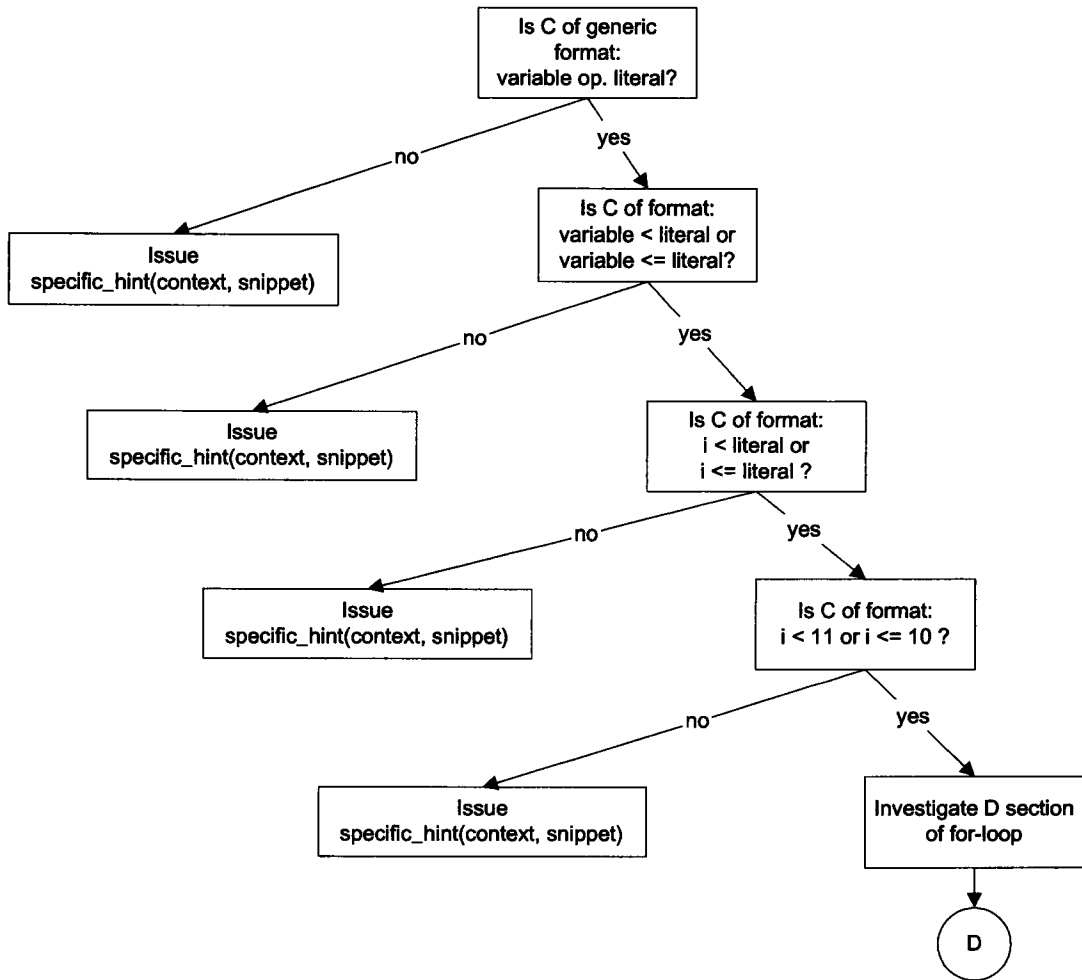 Is C of generic
format:
variable op. literal?
no
yes
Is C of format:
variable < literal or
variable <= literal?
Issue
specific_hint(context, snippet)
no
yes
Is C of format:
i < literal or
i <= literal ?
Issue
specific_hint(context, snippet)
no
yes
Is C of format:
i < 11 or i <= 10 ?
Issue
specific_hint(context, snippet)
no
yes
Issue
specific_hint(context, snippet)
Investigate D section
of for-loop
D